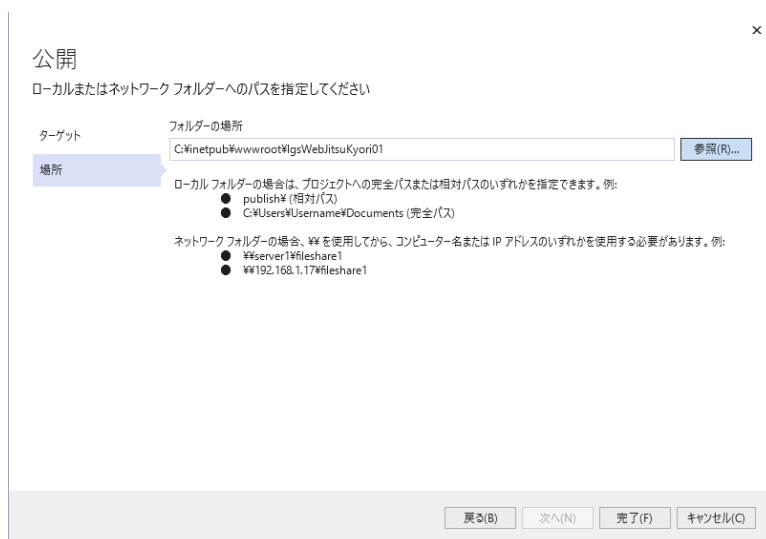 ×
公開
ローカルまたはネットワーク フォルダーへのパスを指定してください
ターゲット
場所
フォルダーの場所
C:¥inetpub¥wwwroot¥IgsWebJitsuKyori01
参照(R)...
ローカル フォルダーの場合は、プロジェクトへの完全パスまたは相対パスのいずれかを指定できます。例:
● publish¥ (相対パス)
● C:¥Users¥Username¥Documents (完全パス)
ネットワーク フォルダーの場合、¥¥ を使用してから、コンピューター名または IP アドレスのいずれかを使用する必要があります。例:
● ¥¥server1¥fileshare1
● ¥¥192.168.1.17¥fileshare1
戻る(B)
次へ(N)
完了(F)
キャンセル(C)